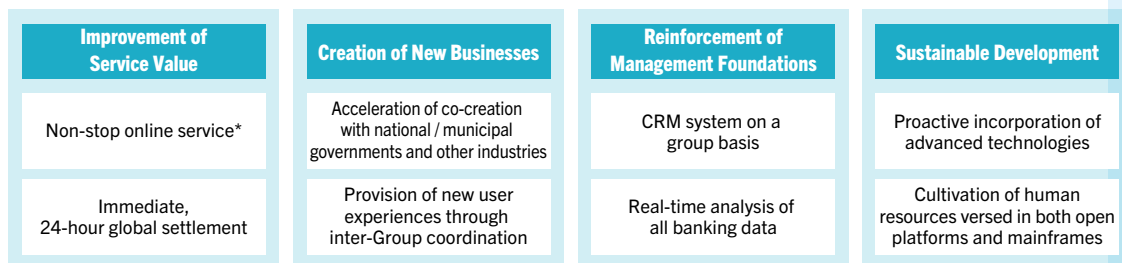 Improvement of
Service Value
Non-stop online service*
Immediate,
24-hour global settlement
Creation of New Businesses
Acceleration of co-creation
with national / municipal
governments and other industries
Provision of new user
experiences through
inter-Group coordination
Reinforcement of
Management Foundations
CRM system on a
group basis
Real-time analysis of
all banking data
Sustainable Development
Proactive incorporation of
advanced technologies
Cultivation of human
resources versed in both open
platforms and mainframes